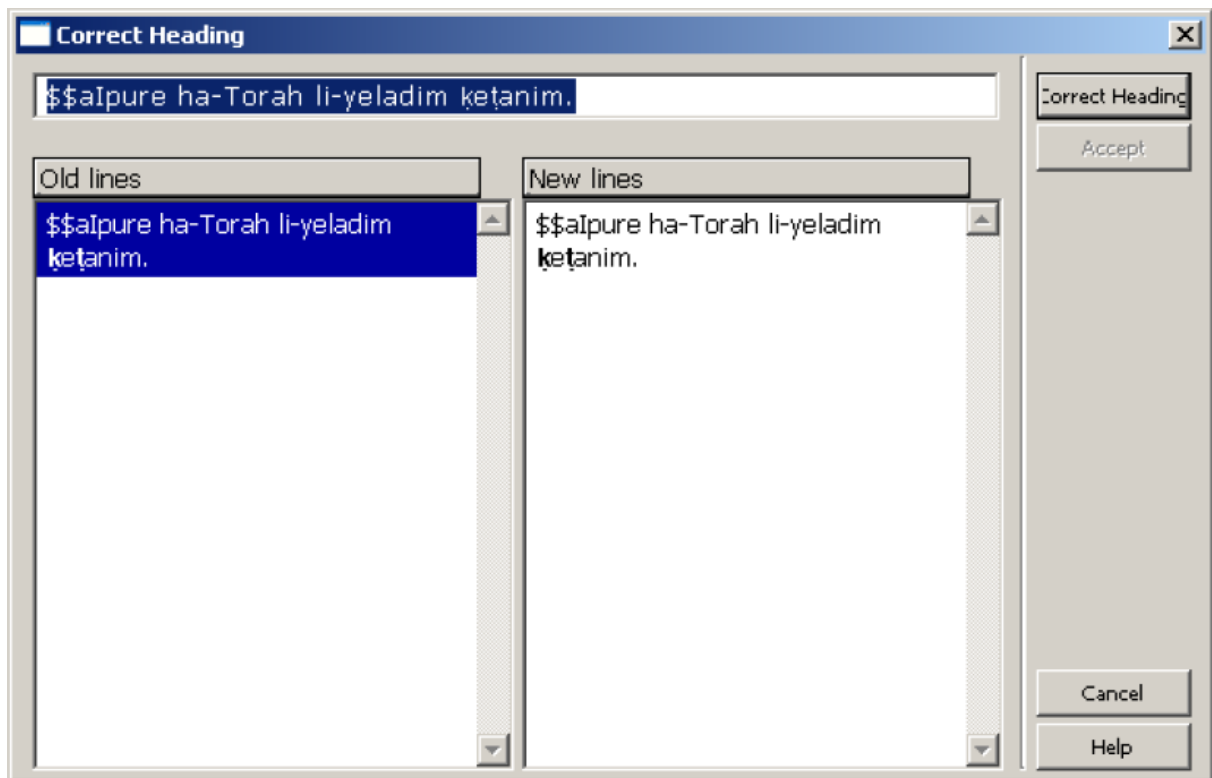 Correct Heading
$$aIpure ha-Torah li-yeladim ḳeṭanim.
Correct Heading
Accept
Old lines
New lines
$$aIpure ha-Torah li-yeladim
ḳeṭanim.
$$aIpure ha-Torah li-yeladim
ḳeṭanim.
Cancel
Help